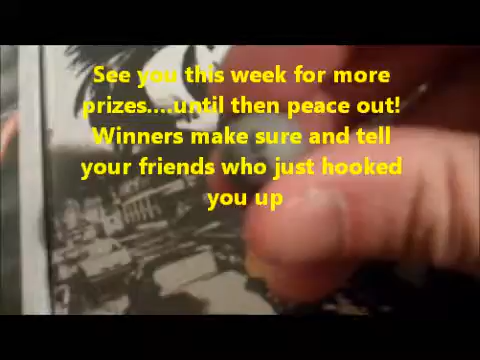 See you this week for more
prizes....until then peace out!
Winners make sure and tell
your friends who just hooked
you up